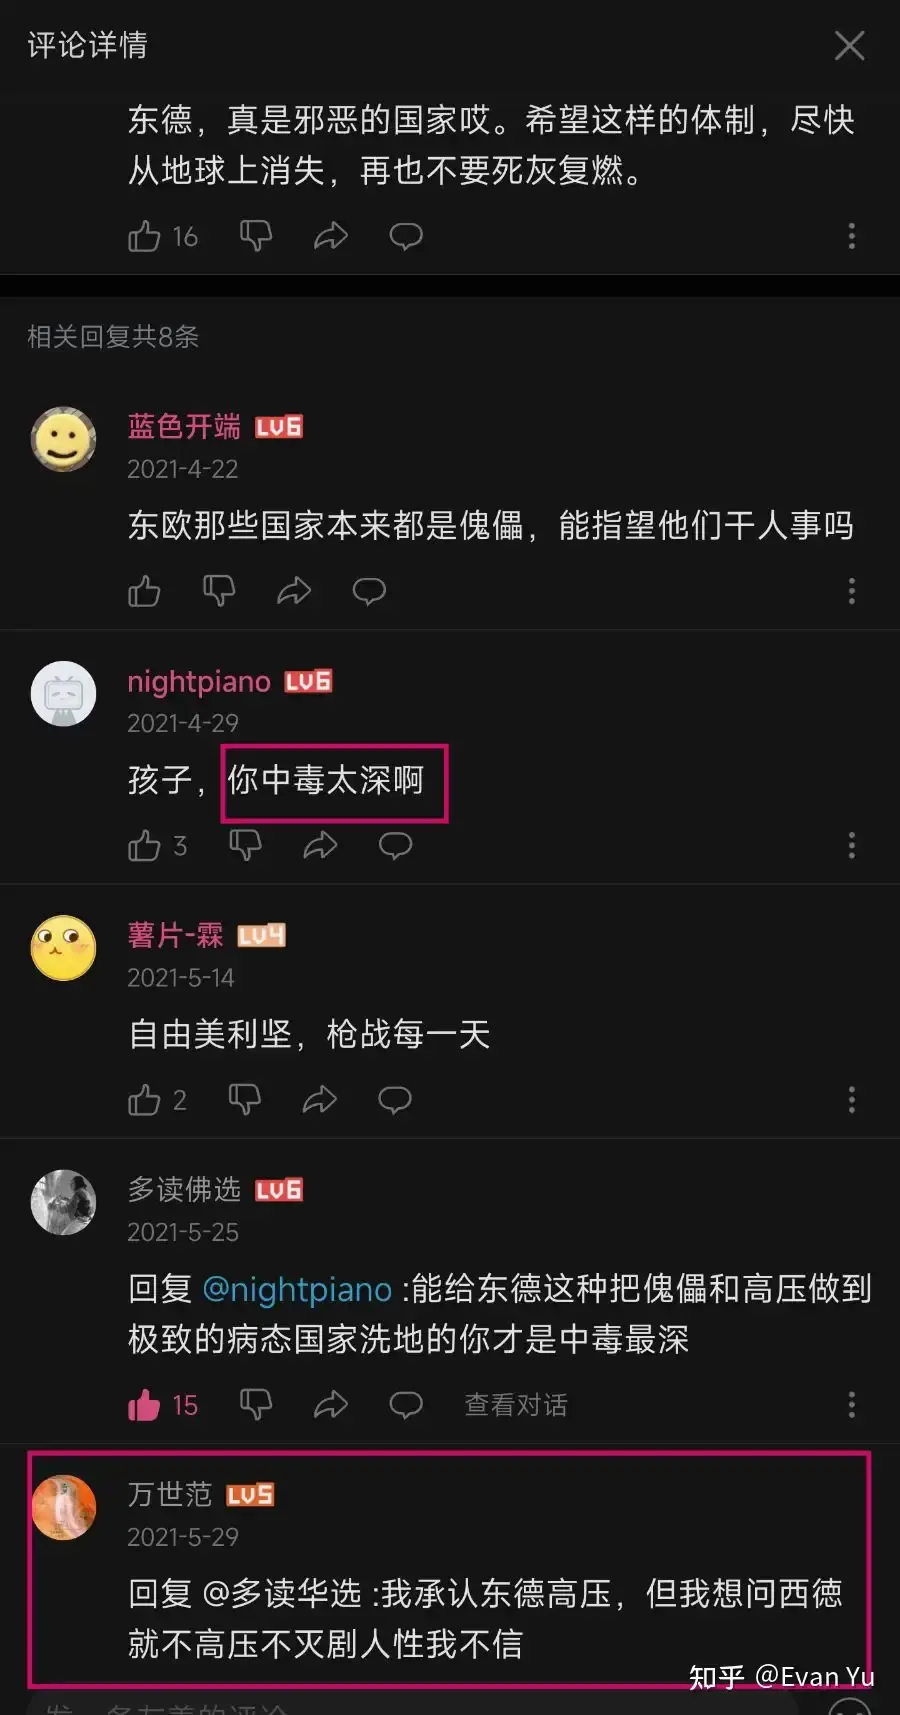 评论详情
东德，真是邪恶的国家哎。希望这样的体制，尽快
从地球上消失，再也不要死灰复燃。
16
相关回复共8条
蓝色开端 LV6
2021-4-22
东欧那些国家本来都是傀儡，能指望他们干人事吗
nightpiano LV6
2021-4-29
孩子，你中毒太深啊
3
薯片-霖 LV4
2021-5-14
自由美利坚，枪战每一天
2
多读佛选 LV6
2021-5-25
回复 @nightpiano :能给东德这种把傀儡和高压做到
极致的病态国家洗地的你才是中毒最深
15 查看对话
万世范 LV5
2021-5-29
回复 @多读华选 :我承认东德高压，但我想问西德
就不高压不灭剧人性我不信
知乎 @Evan Yu
发一条友善的评论